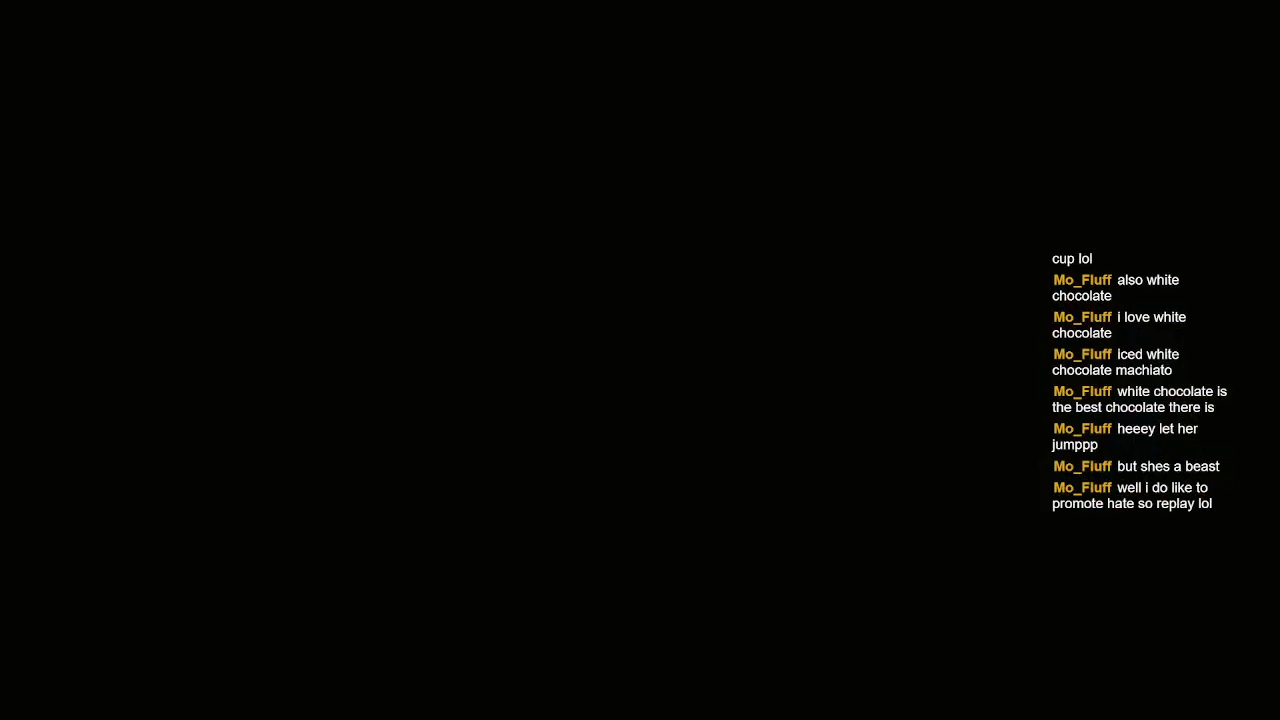 cup lol
Mo_Fluff also white
chocolate
Mo_Fluff i love white
chocolate
Mo_Fluff iced white
chocolate machiato
Mo_Fluff white chocolate is
the best chocolate there is
Mo_Fluff heeey let her
jumppp
Mo_Fluff but shes a beast
Mo_Fluff well i do like to
promote hate so replay lol